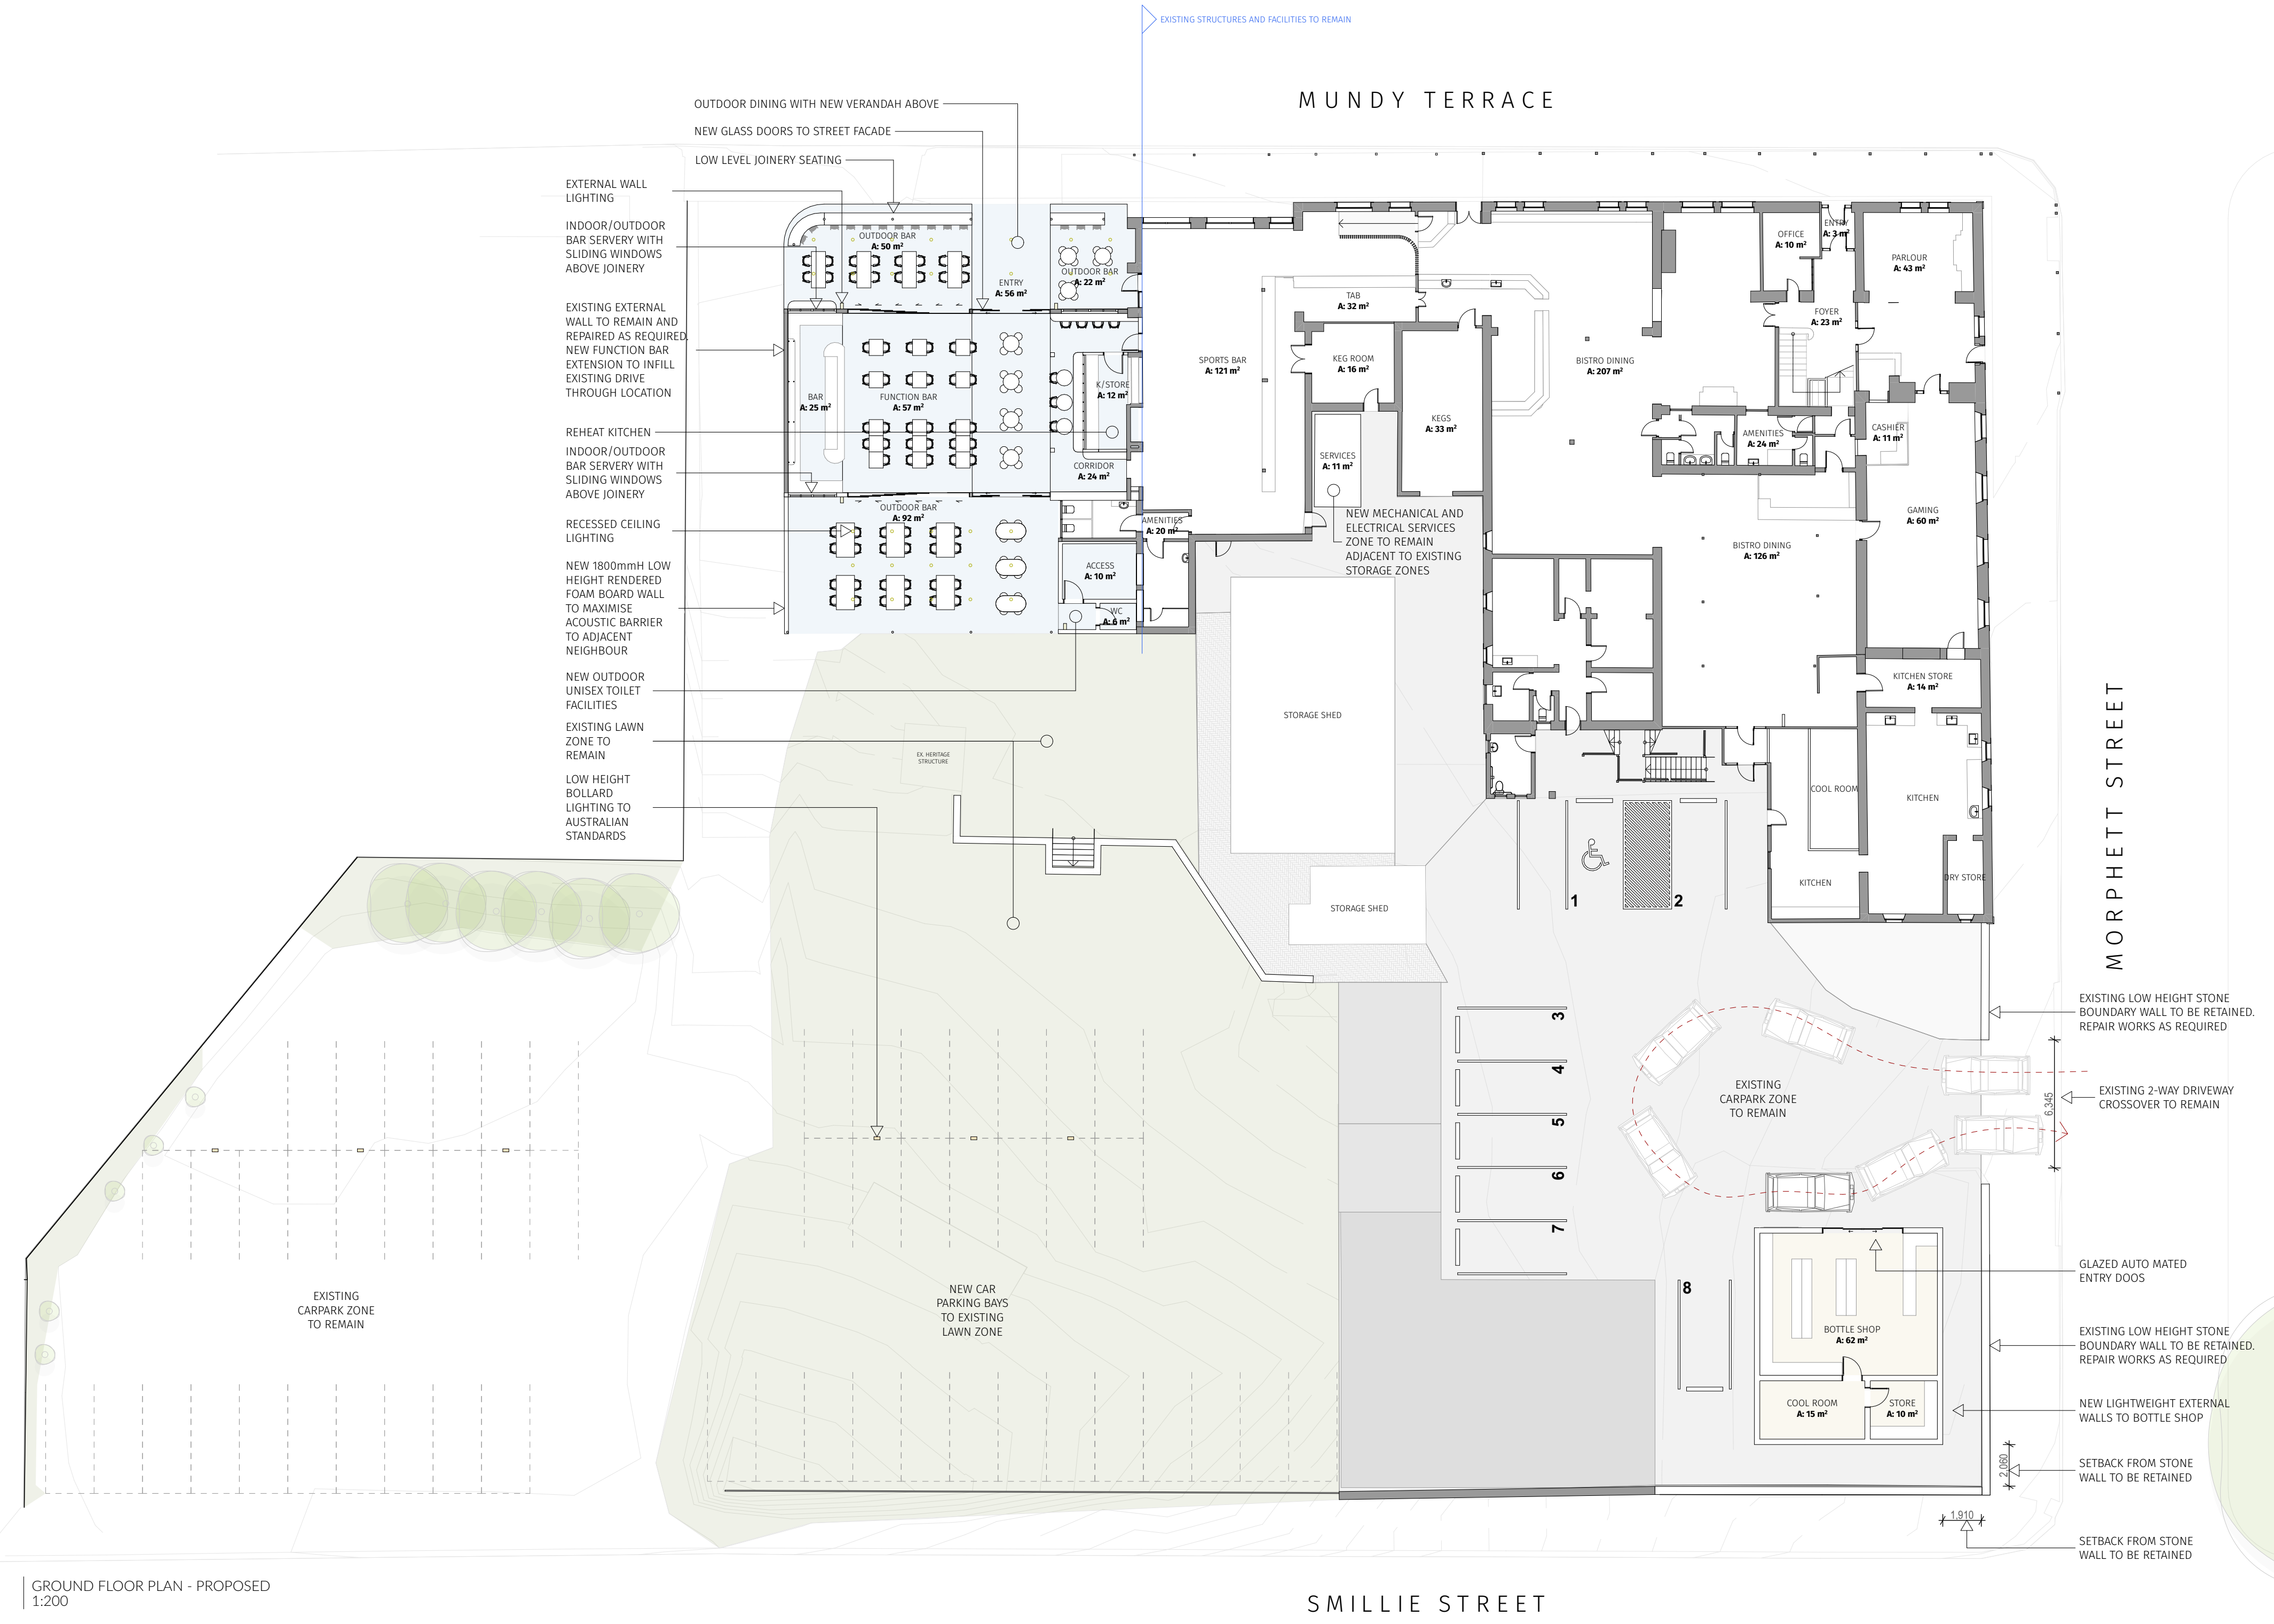 EXISTING STRUCTURES AND FACILITIES TO REMAIN
MUNDY TERRACE
OUTDOOR DINING WITH NEW VERANDAH ABOVE
NEW GLASS DOORS TO STREET FACADE
LOW LEVEL JOINERY SEATING
EXTERNAL WALL
LIGHTING
INDOOR/OUTDOOR
BAR SERVERY WITH
SLIDING WINDOWS
ABOVE JOINERY
EXISTING EXTERNAL
WALL TO REMAIN AND
REPAIRED AS REQUIRED.
NEW FUNCTION BAR
EXTENSION TO INFILL
EXISTING DRIVE
THROUGH LOCATION
REHEAT KITCHEN
INDOOR/OUTDOOR
BAR SERVERY WITH
SLIDING WINDOWS
ABOVE JOINERY
RECESSED CEILING
LIGHTING
NEW 1800mmH LOW
HEIGHT RENDERED
FOAM BOARD WALL
TO MAXIMISE
ACOUSTIC BARRIER
TO ADJACENT
NEIGHBOUR
NEW OUTDOOR
UNISEX TOILET
FACILITIES
EXISTING LAWN
ZONE TO
REMAIN
LOW HEIGHT
BOLLARD
LIGHTING TO
AUSTRALIAN
STANDARDS
OUTDOOR BAR
A: 50 m²
ENTRY
A: 56 m²
OUTDOOR BAR
A: 22 m²
BAR
A: 25 m²
FUNCTION BAR
A: 57 m²
K/STORE
A: 12 m²
CORRIDOR
A: 24 m²
OUTDOOR BAR
A: 92 m²
AMENITIES
A: 20 m²
ACCESS
A: 10 m²
WC
A: 6 m²
SPORTS BAR
A: 121 m²
TAB
A: 32 m²
KEG ROOM
A: 16 m²
KEGS
A: 33 m²
SERVICES
A: 11 m²
NEW MECHANICAL AND
ELECTRICAL SERVICES
ZONE TO REMAIN
ADJACENT TO EXISTING
STORAGE ZONES
BISTRO DINING
A: 207 m²
OFFICE
A: 10 m²
ENTRY
A: 3 m²
PARLOUR
A: 43 m²
FOYER
A: 23 m²
AMENITIES
A: 24 m²
CASHIER
A: 11 m²
GAMING
A: 60 m²
BISTRO DINING
A: 126 m²
KITCHEN STORE
A: 14 m²
COOL ROOM
KITCHEN
KITCHEN
DRY STORE
STORAGE SHED
STORAGE SHED
EX. HERITAGE
STRUCTURE
1
2
3
4
5
6
7
8
EXISTING
CARPARK ZONE
TO REMAIN
MORPHETT STREET
EXISTING LOW HEIGHT STONE
BOUNDARY WALL TO BE RETAINED.
REPAIR WORKS AS REQUIRED
6,345
EXISTING 2-WAY DRIVEWAY
CROSSOVER TO REMAIN
GLAZED AUTO MATED
ENTRY DOOS
EXISTING LOW HEIGHT STONE
BOUNDARY WALL TO BE RETAINED.
REPAIR WORKS AS REQUIRED
BOTTLE SHOP
A: 62 m²
COOL ROOM
A: 15 m²
STORE
A: 10 m²
NEW LIGHTWEIGHT EXTERNAL
WALLS TO BOTTLE SHOP
2,060
SETBACK FROM STONE
WALL TO BE RETAINED
1,910
SETBACK FROM STONE
WALL TO BE RETAINED
EXISTING
CARPARK ZONE
TO REMAIN
NEW CAR
PARKING BAYS
TO EXISTING
LAWN ZONE
GROUND FLOOR PLAN - PROPOSED
1:200
SMILLIE STREET